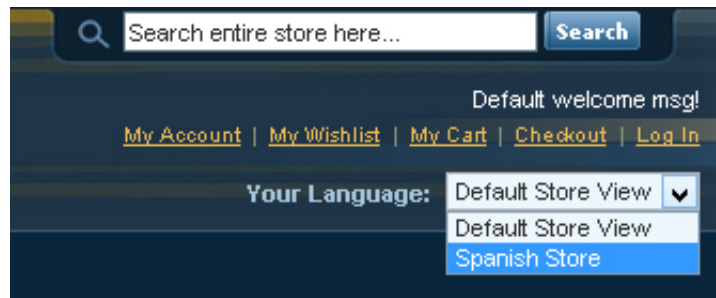 Search entire store here... Search
Default welcome msg!
My Account | My Wishlist | My Cart | Checkout | Log In
Your Language: Default Store View
Default Store View
Spanish Store